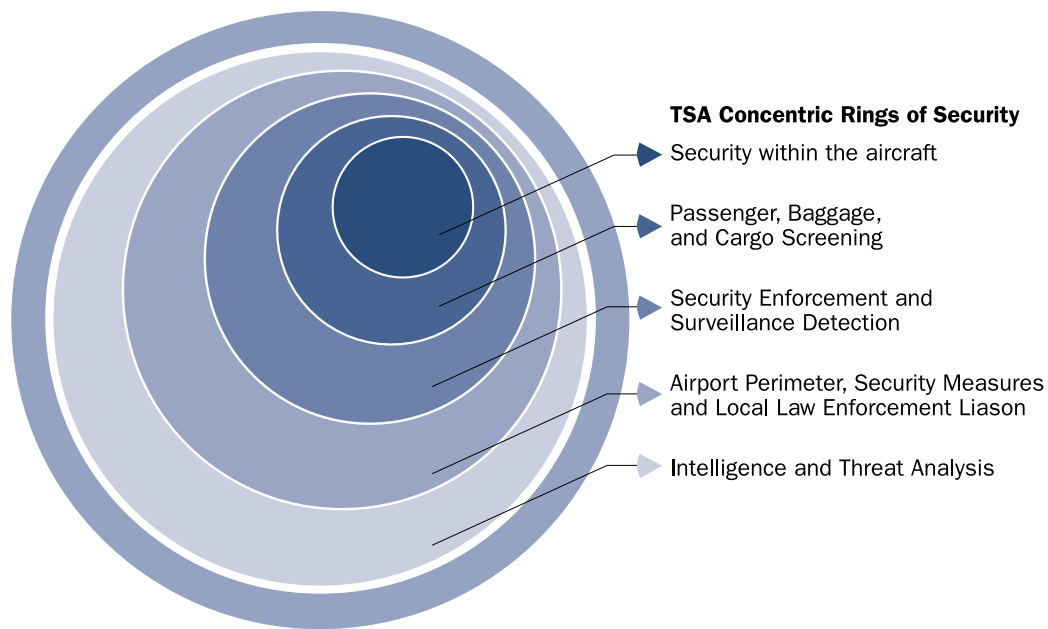 TSA Concentric Rings of Security
Security within the aircraft
Passenger, Baggage,
and Cargo Screening
Security Enforcement and
Surveillance Detection
Airport Perimeter, Security Measures
and Local Law Enforcement Liason
Intelligence and Threat Analysis